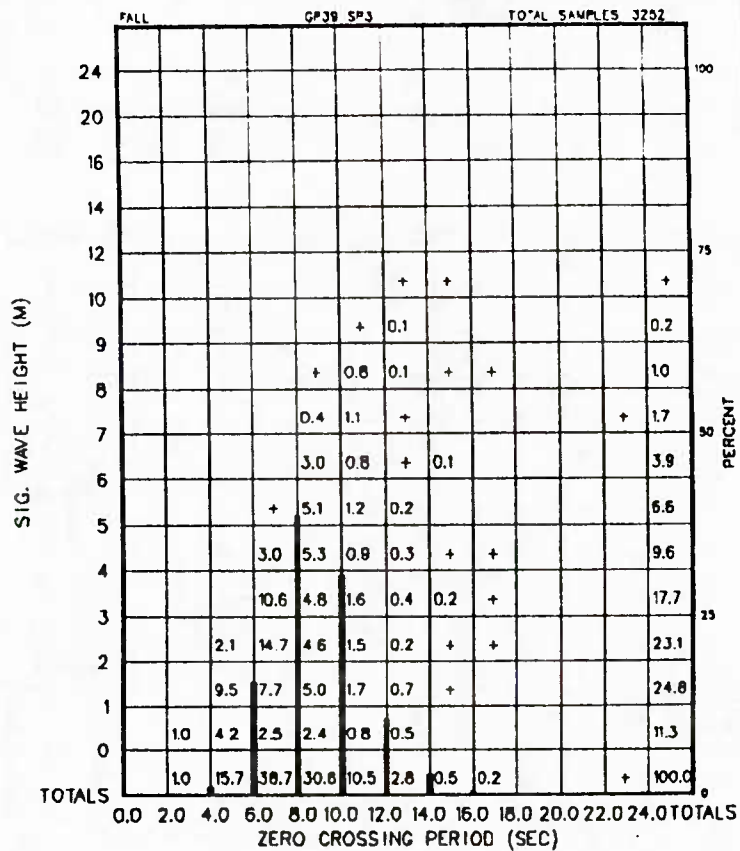 FALL GP39 SP3 TOTAL SAMPLES 3252
24 100
20
16
14
12 75
+ + +
10
+ 0.1 0.2
9
+ 0.8 0.1 + + 1.0
8
0.4 1.1 + + 1.7
7 50
3.0 0.8 + 0.1 3.9
6
+ 5.1 1.2 0.2 6.6
5
3.0 5.3 0.9 0.3 + + 9.6
4
10.6 4.8 1.6 0.4 0.2 + 17.7
3 25
2.1 14.7 4.6 1.5 0.2 + + 23.1
2
9.5 7.7 5.0 1.7 0.7 + 24.8
1
1.0 4.2 2.5 2.4 0.8 0.5 11.3
0
1.0 15.7 38.7 30.6 10.5 2.8 0.5 0.2 + 100.0
TOTALS 0
0.0 2.0 4.0 6.0 8.0 10.0 12.0 14.0 16.0 18.0 20.0 22.0 24.0 TOTALS
ZERO CROSSING PERIOD (SEC)
SIG. WAVE HEIGHT (M)
PERCENT